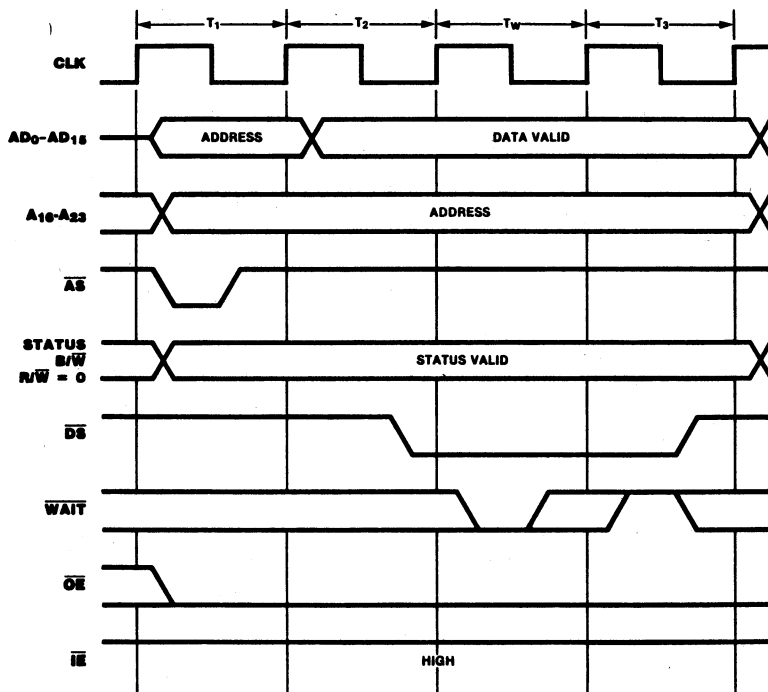 T1 T2 TW T3
CLK
AD0-AD15 ADDRESS DATA VALID
A16-A23 ADDRESS
AS
STATUS
B/W STATUS VALID
R/W = 0
DS
WAIT
OE
IE HIGH